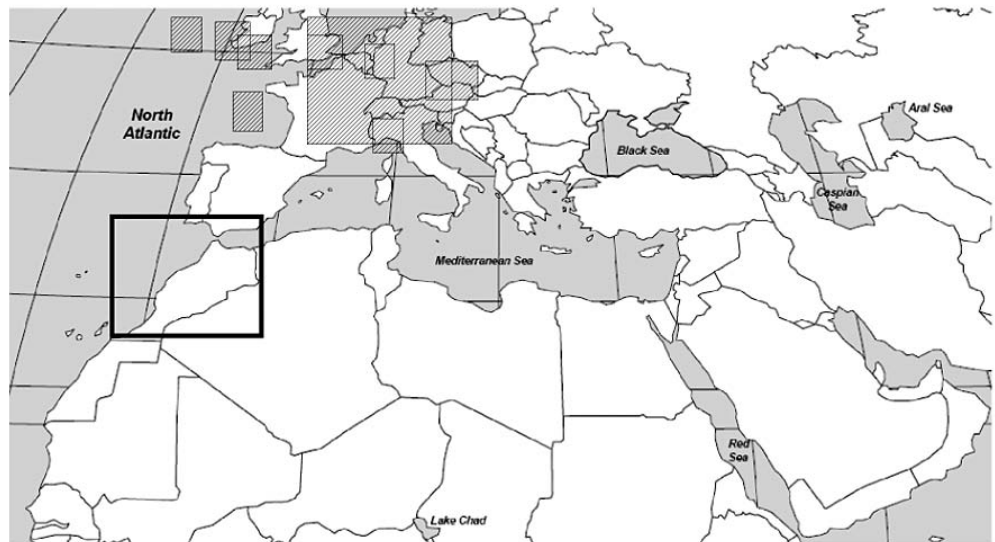 North
Atlantic
Aral Sea
Black Sea
Caspian
Sea
Mediterranean Sea
Red
Sea
Lake Chad